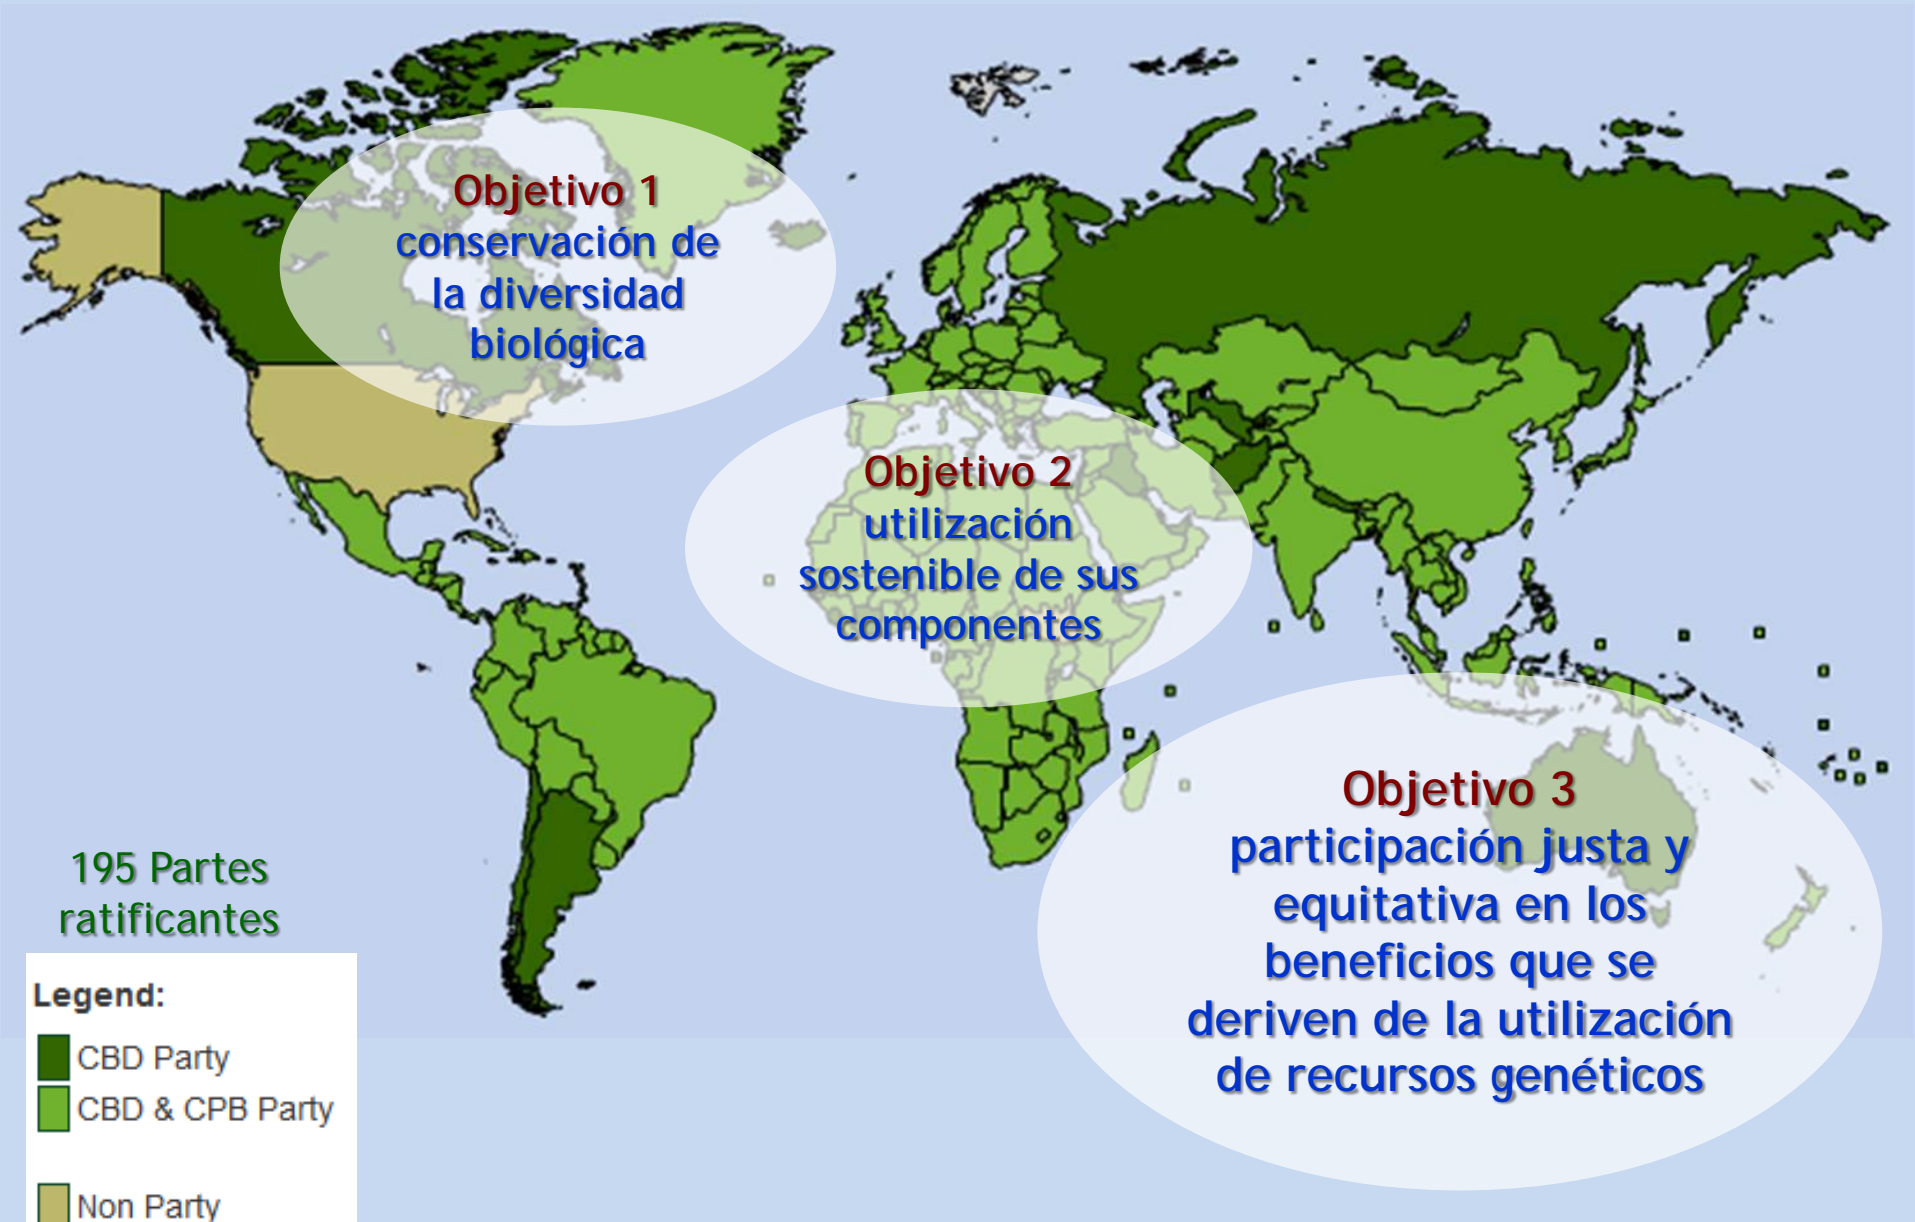 Objetivo 1
conservación de
la diversidad
biológica
Objetivo 2
utilización
sostenible de sus
componentes
Objetivo 3
participación justa y
equitativa en los
beneficios que se
deriven de la utilización
de recursos genéticos
195 Partes
ratificantes
Legend:
CBD Party
CBD & CPB Party
Non Party